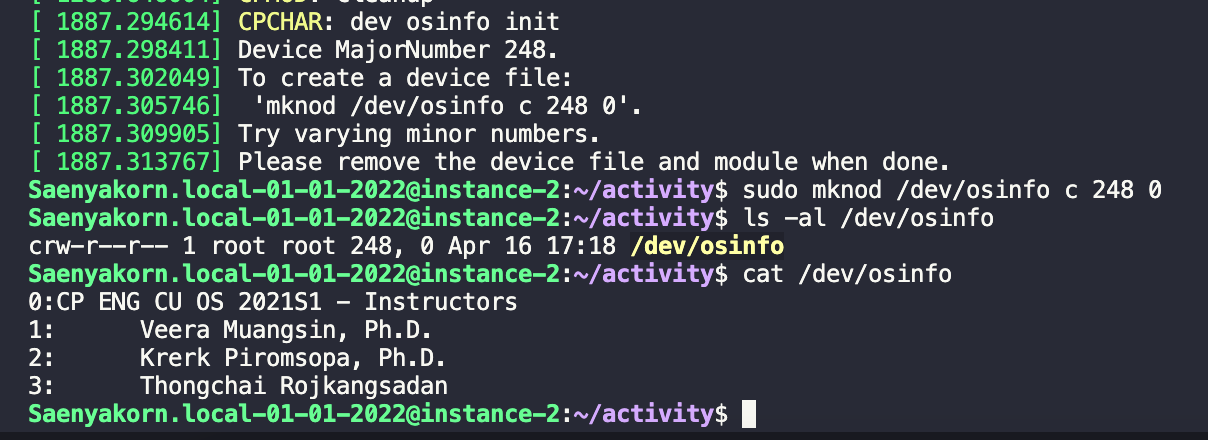 [ 1887.294614] CPCHAR: dev osinfo init
[ 1887.298411] Device MajorNumber 248.
[ 1887.302049] To create a device file:
[ 1887.305746]  'mknod /dev/osinfo c 248 0'.
[ 1887.309905] Try varying minor numbers.
[ 1887.313767] Please remove the device file and module when done.
Saenyakorn.local-01-01-2022@instance-2:~/activity$ sudo mknod /dev/osinfo c 248 0
Saenyakorn.local-01-01-2022@instance-2:~/activity$ ls -al /dev/osinfo
crw-r--r-- 1 root root 248, 0 Apr 16 17:18 /dev/osinfo
Saenyakorn.local-01-01-2022@instance-2:~/activity$ cat /dev/osinfo
0:CP ENG CU OS 2021S1 - Instructors
1:      Veera Muangsin, Ph.D.
2:      Krerk Piromsopa, Ph.D.
3:      Thongchai Rojkangsadan
Saenyakorn.local-01-01-2022@instance-2:~/activity$